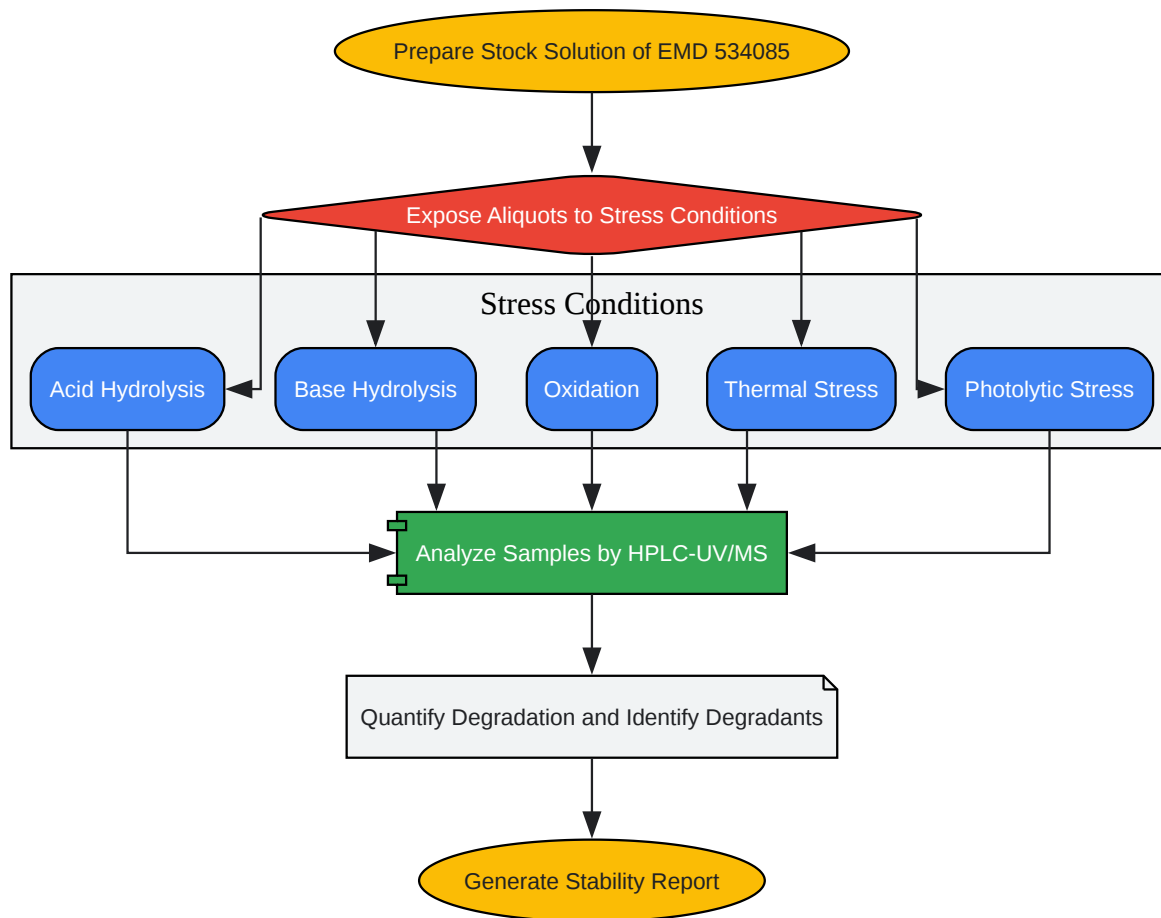 Prepare Stock Solution of EMD 534085
Expose Aliquots to Stress Conditions
Stress Conditions
Acid Hydrolysis
Base Hydrolysis
Oxidation
Thermal Stress
Photolytic Stress
Analyze Samples by HPLC-UV/MS
Quantify Degradation and Identify Degradants
Generate Stability Report